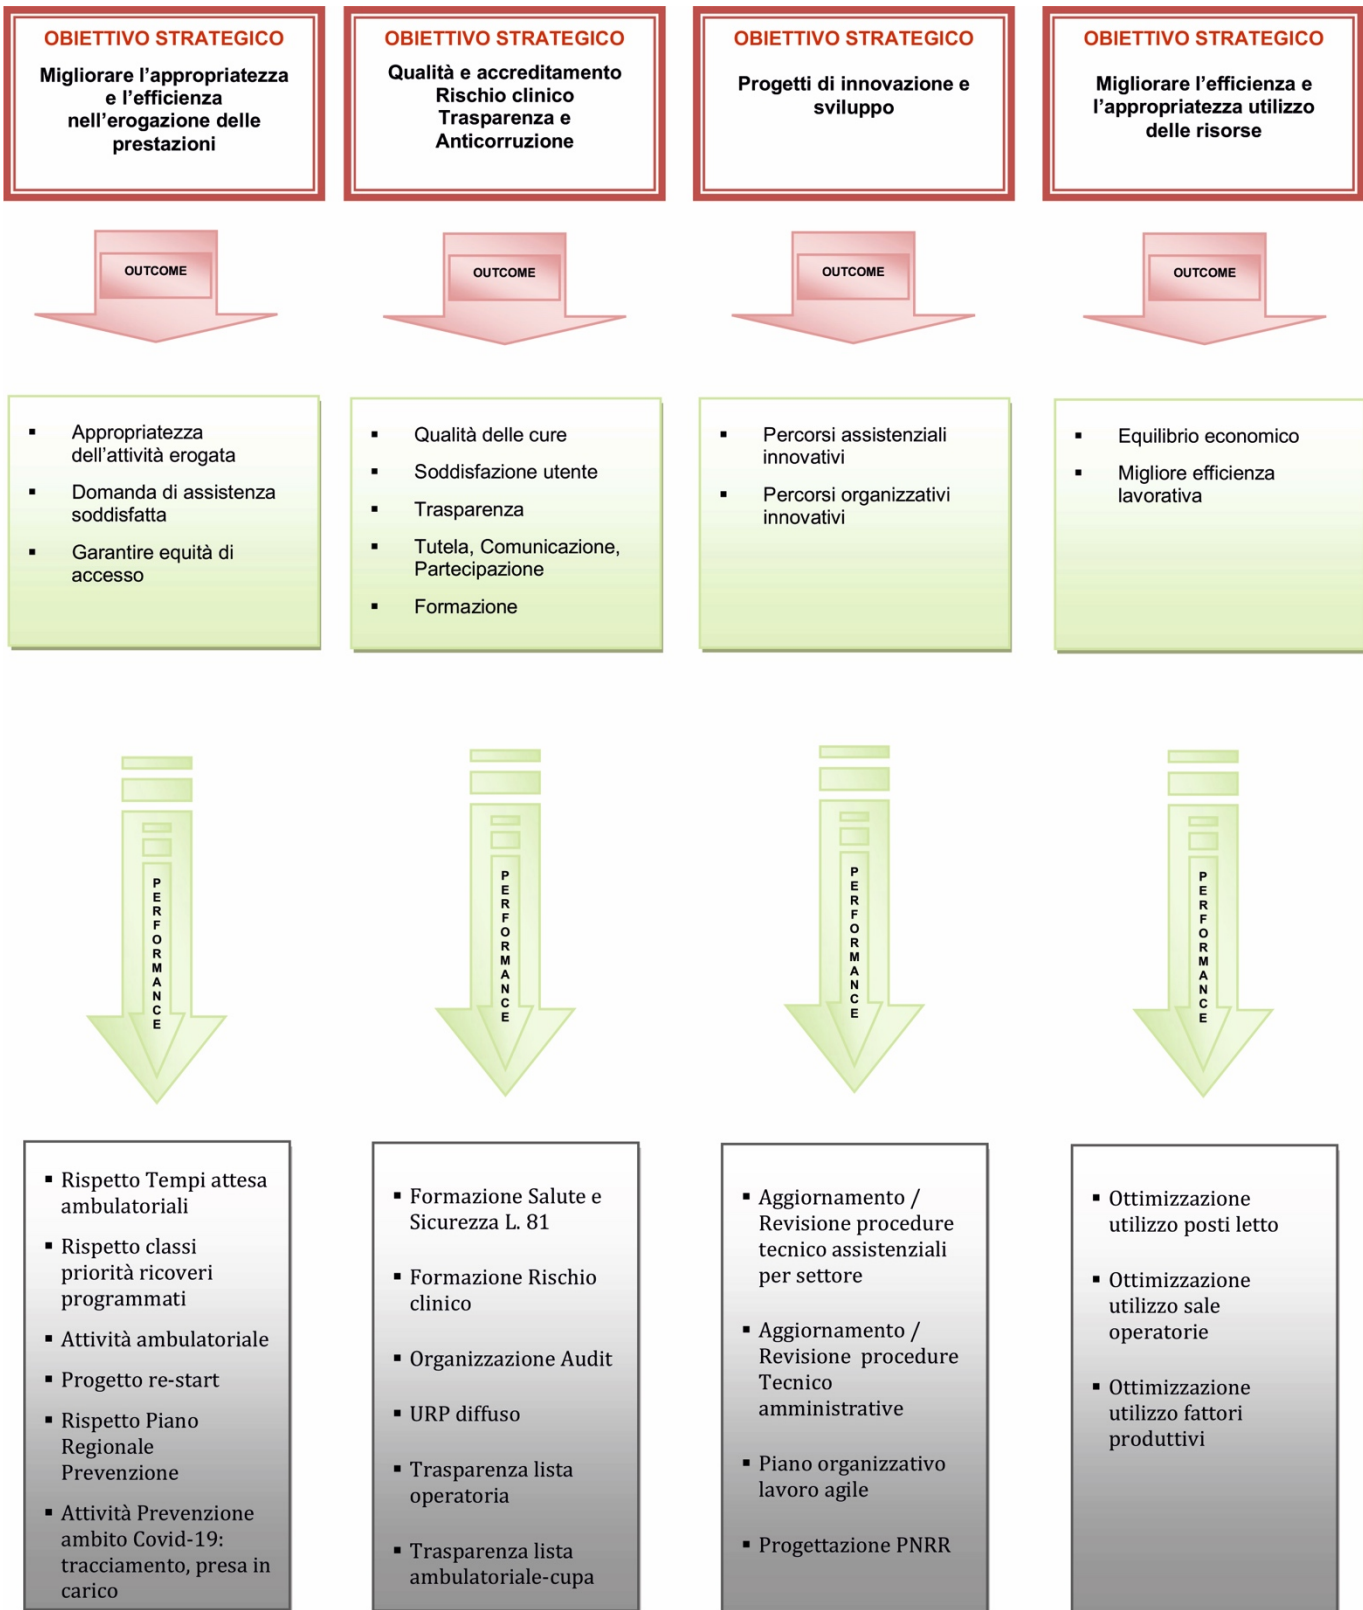 OBIETTIVO STRATEGICO
Migliorare l'appropriatezza
e l'efficienza
nell'erogazione delle
prestazioni
OUTCOME
Appropriatezza
dell'attività erogata
Domanda di assistenza
soddisfatta
Garantire equità di
accesso
PERFORMANCE
Rispetto Tempi attesa
ambulatoriali
Rispetto classi
priorità ricoveri
programmati
Attività ambulatoriale
Progetto re-start
Rispetto Piano
Regionale
Prevenzione
Attività Prevenzione
ambito Covid-19:
tracciamento, presa in
carico
OBIETTIVO STRATEGICO
Qualità e accreditamento
Rischio clinico
Trasparenza e
Anticorruzione
OUTCOME
Qualità delle cure
Soddisfazione utente
Trasparenza
Tutela, Comunicazione,
Partecipazione
Formazione
PERFORMANCE
Formazione Salute e
Sicurezza L. 81
Formazione Rischio
clinico
Organizzazione Audit
URP diffuso
Trasparenza lista
operatoria
Trasparenza lista
ambulatoriale-cupa
OBIETTIVO STRATEGICO
Progetti di innovazione e
sviluppo
OUTCOME
Percorsi assistenziali
innovativi
Percorsi organizzativi
innovativi
PERFORMANCE
Aggiornamento /
Revisione procedure
tecnico assistenziali
per settore
Aggiornamento /
Revisione procedure
Tecnico
amministrative
Piano organizzativo
lavoro agile
Progettazione PNRR
OBIETTIVO STRATEGICO
Migliorare l'efficienza e
l'appropriatezza utilizzo
delle risorse
OUTCOME
Equilibrio economico
Migliore efficienza
lavorativa
PERFORMANCE
Ottimizzazione
utilizzo posti letto
Ottimizzazione
utilizzo sale
operatorie
Ottimizzazione
utilizzo fattori
produttivi